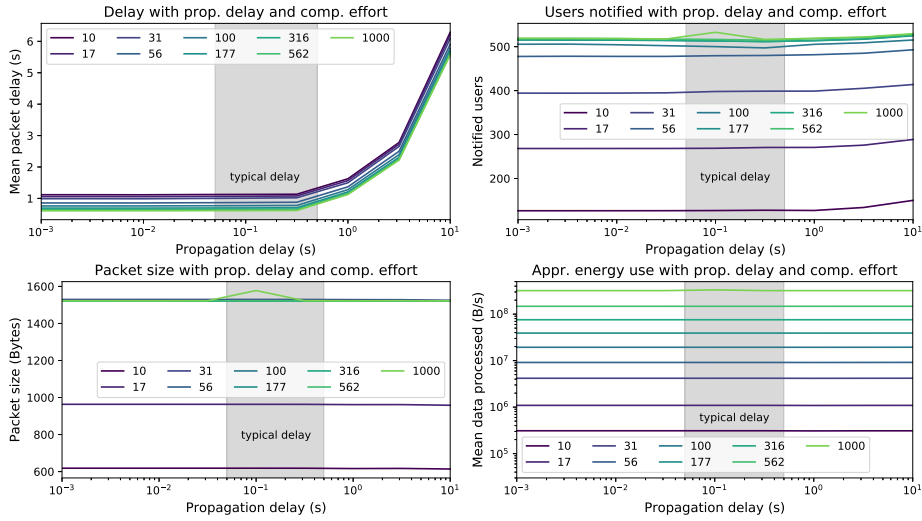 Delay with prop. delay and comp. effort
Mean packet delay (s)
6
5
4
3
2
1
10 31 100 316 1000
17 56 177 562
typical delay
10⁻³ 10⁻² 10⁻¹ 10⁰ 10¹
Propagation delay (s)
Users notified with prop. delay and comp. effort
Notified users
500
400
300
200
10 31 100 316 1000
17 56 177 562
typical delay
10⁻³ 10⁻² 10⁻¹ 10⁰ 10¹
Propagation delay (s)
Packet size with prop. delay and comp. effort
Packet size (Bytes)
1600
1400
1200
1000
800
600
10 31 100 316 1000
17 56 177 562
typical delay
10⁻³ 10⁻² 10⁻¹ 10⁰ 10¹
Propagation delay (s)
Appr. energy use with prop. delay and comp. effort
Mean data processed (B/s)
10⁸
10⁷
10⁶
10⁵
typical delay
10 31 100 316 1000
17 56 177 562
10⁻³ 10⁻² 10⁻¹ 10⁰ 10¹
Propagation delay (s)